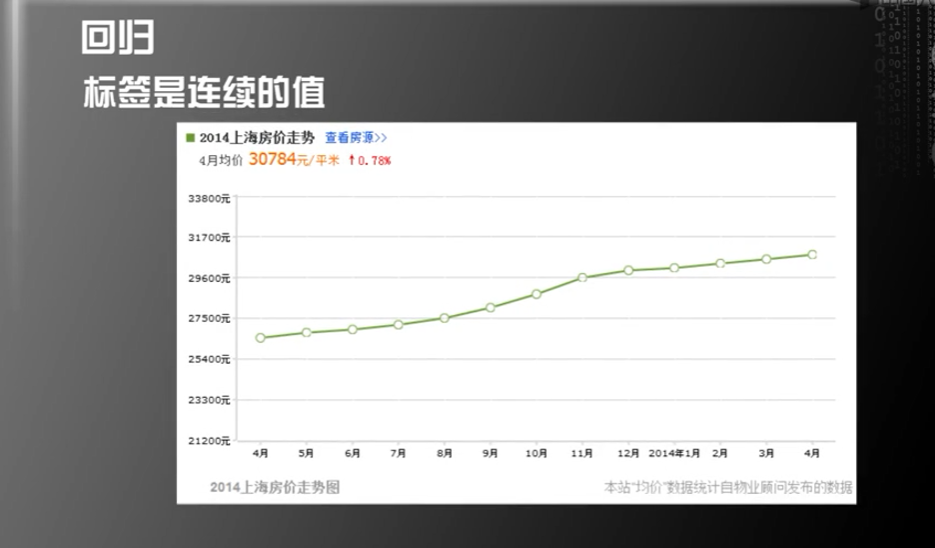 回归
标签是连续的值
2014上海房价走势 查看房源>>
4月均价 30784元/平米 ↑0.78%
33800元
31700元
29600元
27500元
25400元
23300元
21200元
4月 5月 6月 7月 8月 9月 10月 11月 12月 2014年1月 2月 3月 4月
2014上海房价走势图
本站"均价"数据统计自物业顾问发布的数据